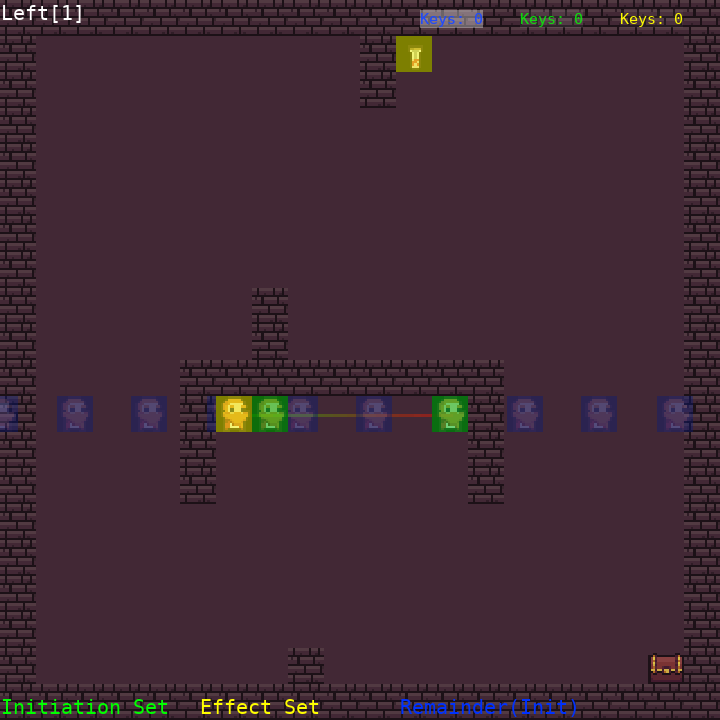 Left[1]
Keys: 0 Keys: 0 Keys: 0
Initiation Set Effect Set Remainder(Init)